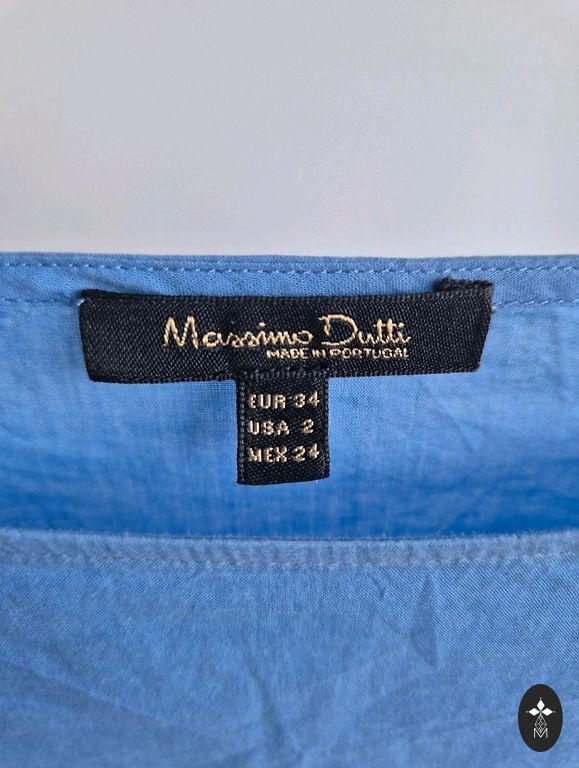 Massimo Dutti
MADE IN PORTUGAL
EUR 34
USA 2
MEX 24
M